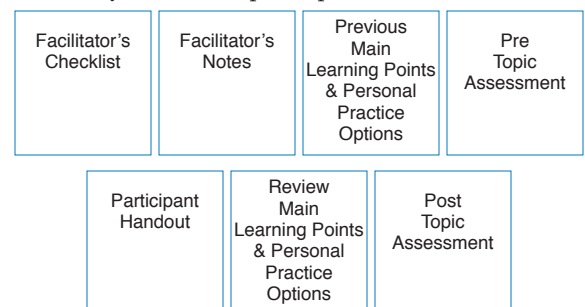 Facilitator's
Checklist
Facilitator's
Notes
Previous
Main
Learning Points
& Personal
Practice
Options
Pre
Topic
Assessment
Participant
Handout
Review
Main
Learning Points
& Personal
Practice
Options
Post
Topic
Assessment